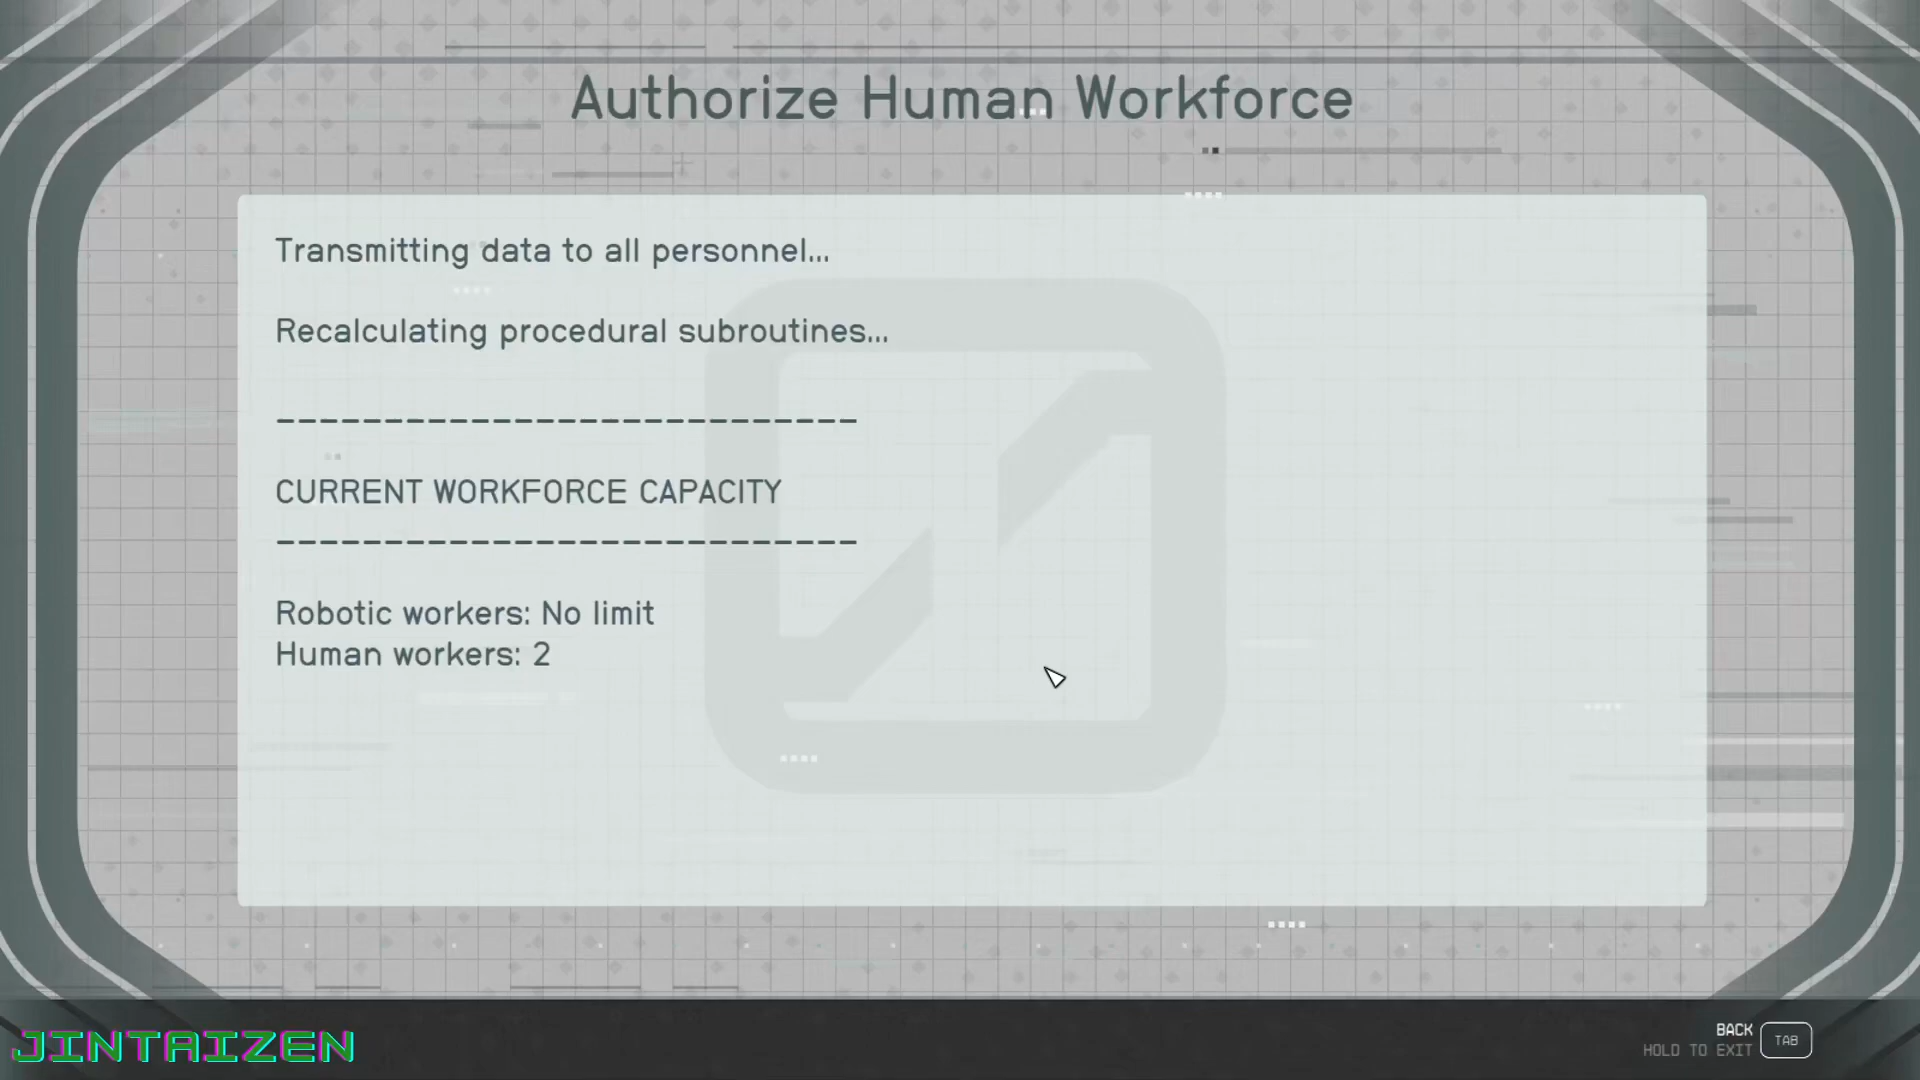 Authorize Human Workforce
Transmitting data to all personnel...
Recalculating procedural subroutines...
---------------------------
CURRENT WORKFORCE CAPACITY
---------------------------
Robotic workers: No limit
Human workers: 2
BACK
HOLD TO EXIT
TAB
JINTAIZEN